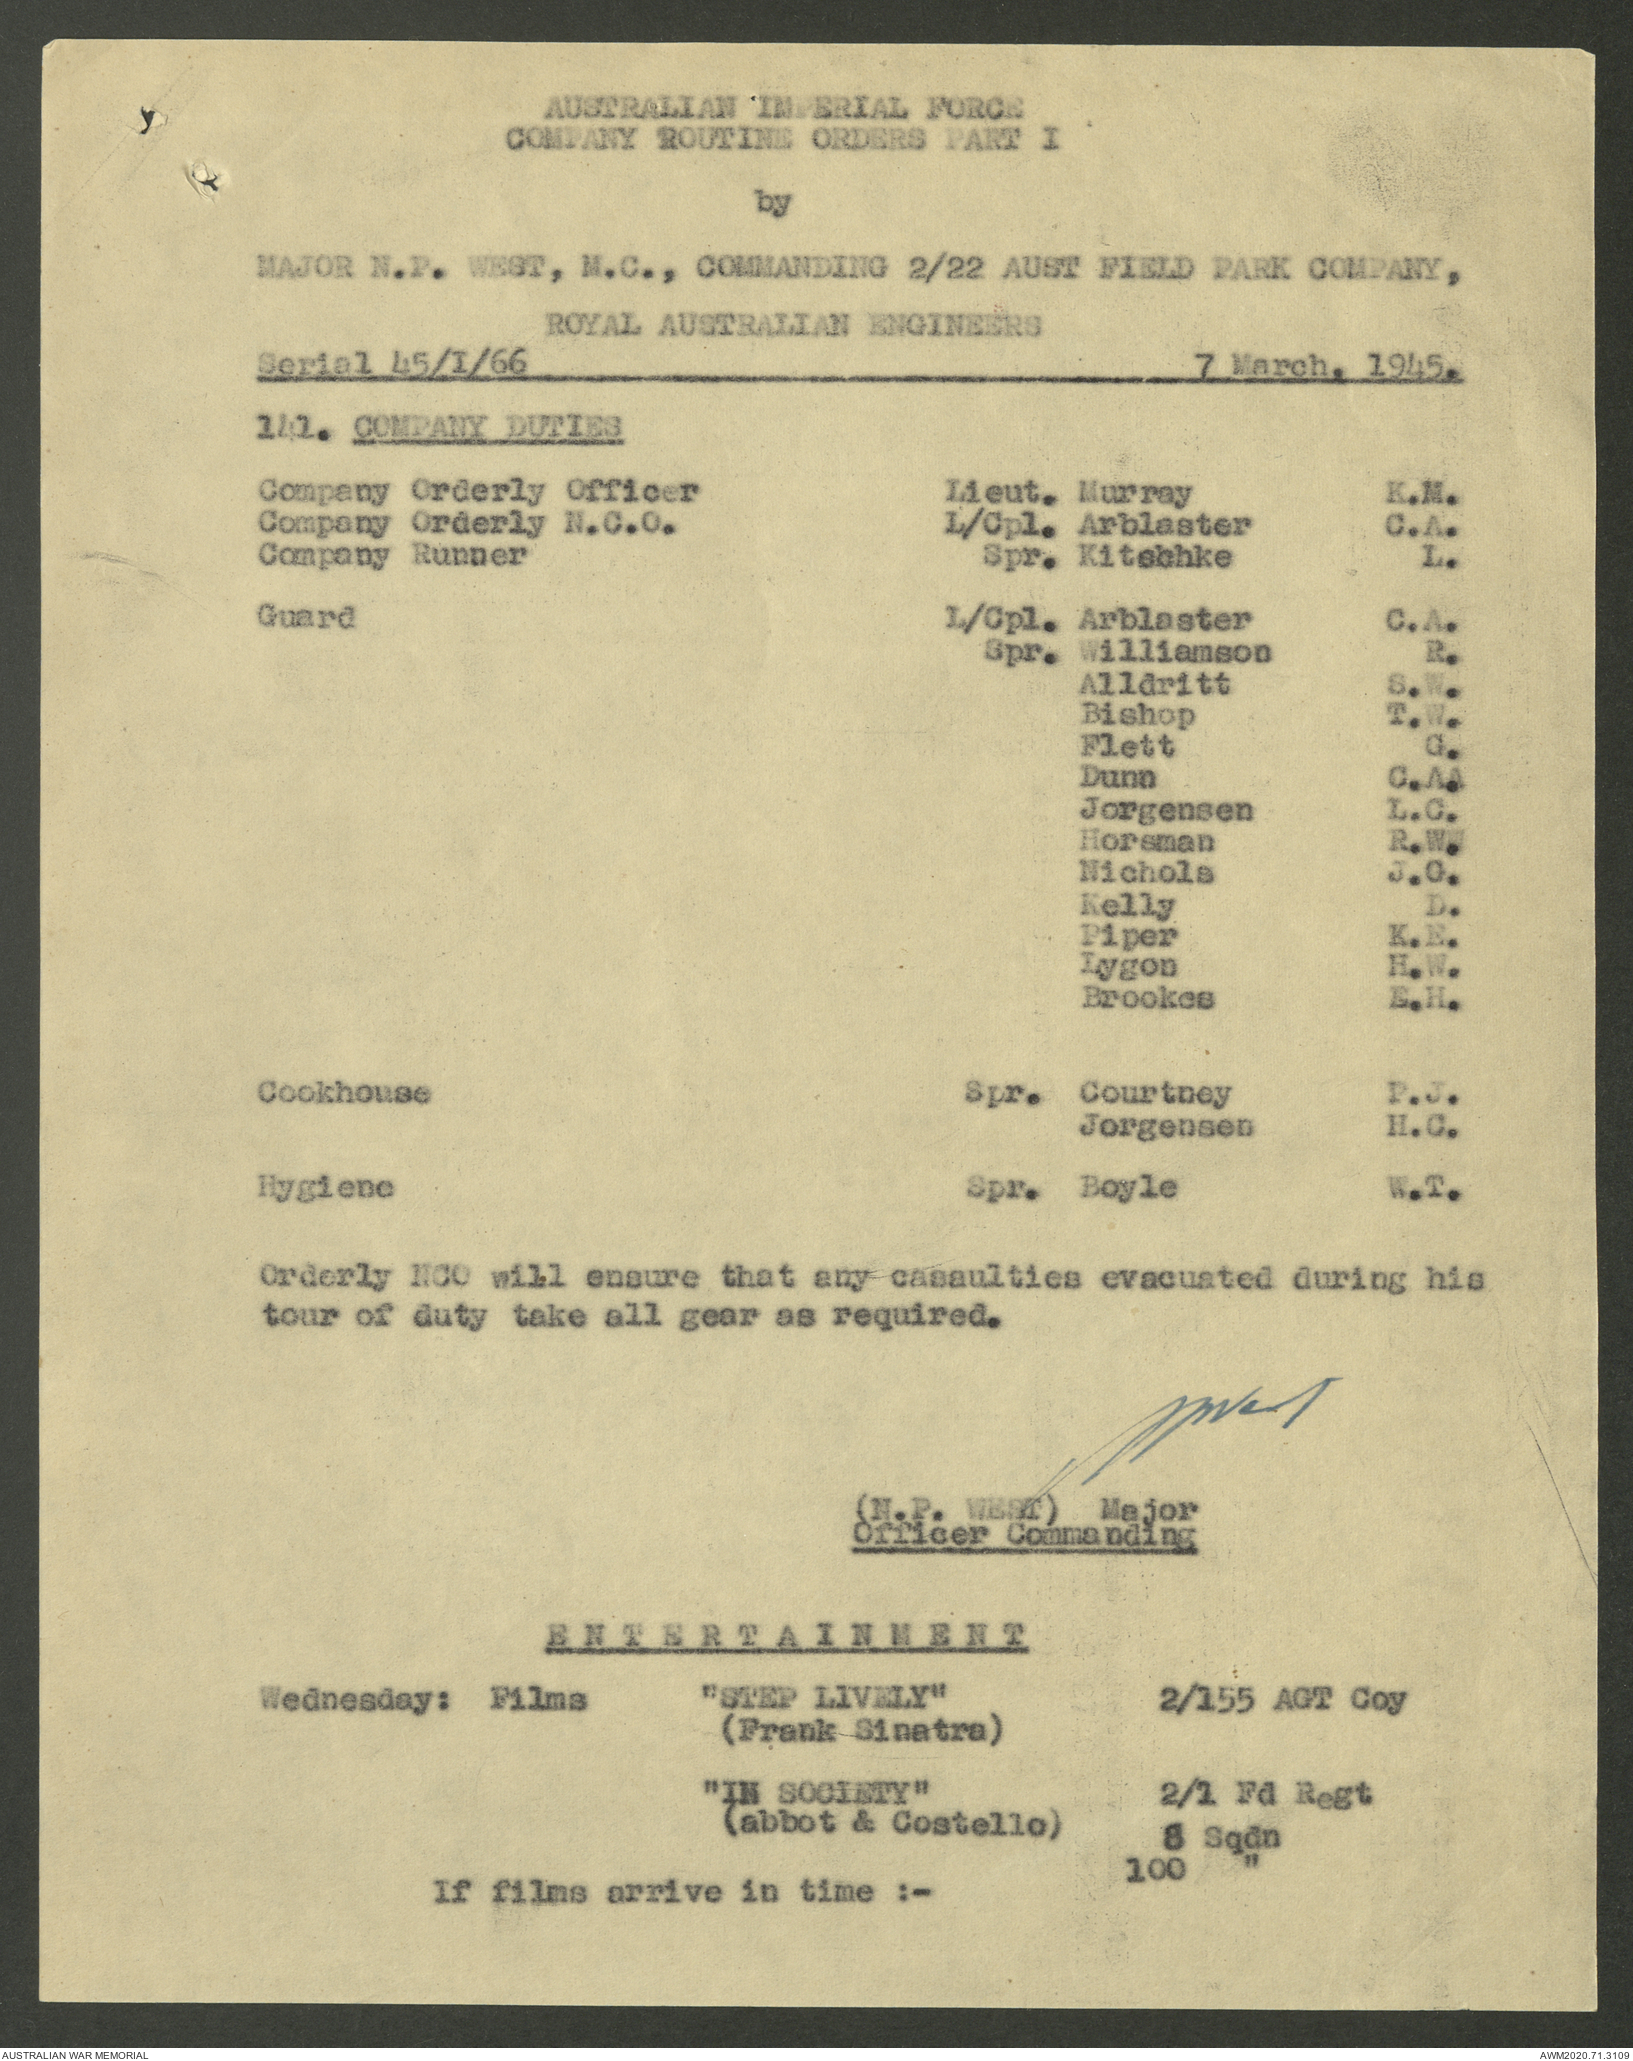 AUSTRALIAN IMPERIAL FORCE
COMPANY ROUTINE ORDERS PART I
by
MAJOR N.P. WEST, M.C., COMMANDING 2/22 AUST FIELD PARK COMPANY,
ROYAL AUSTRALIAN ENGINEERS
Serial 45/I/66 7 March. 1945.
141. COMPANY DUTIES
Company Orderly Officer Lieut. Murray K.M.
Company Orderly N.C.O. L/Cpl. Arblaster C.A.
Company Runner Spr. Kitschke L.
Guard L/Cpl. Arblaster C.A.
Spr. Williamson R.
Alldritt S.W.
Bishop T.W.
Flett G.
Dunn C.A.
Jorgensen L.C.
Horsman R.W.
Nichols J.G.
Kelly D.
Piper K.E.
Lygon H.W.
Brookes E.H.
Cookhouse Spr. Courtney P.J.
Jorgensen H.C.
Hygiene Spr. Boyle W.T.
Orderly NCO will ensure that any casaulties evacuated during his
tour of duty take all gear as required.
NPWest
(N.P. WEST) Major
Officer Commanding
E N T E R T A I N M E N T
Wednesday: Films "STEP LIVELY" 2/155 AGT Coy
(Frank Sinatra)
"IN SOCIETY" 2/1 Fd Regt
(abbot & Costello) 8 Sqdn
100 "
If films arrive in time :-
AUSTRALIAN WAR MEMORIAL AWM2020.71.3109